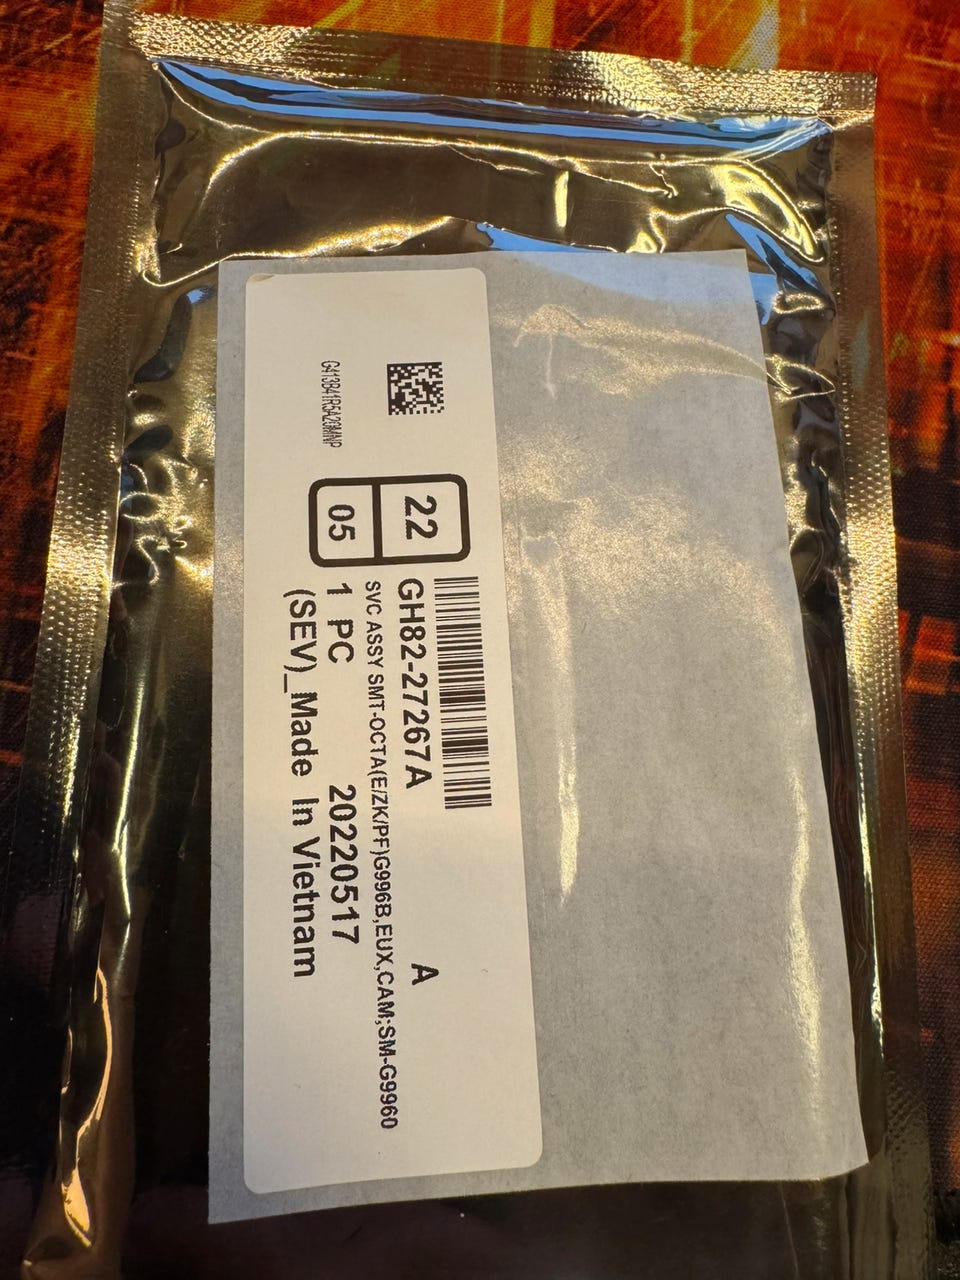 G413B41R5A20MNP
22
05
GH82-27267A A
SVC ASSY SMT-OCTA(E/ZK/PF)G996B,EUX,CAM;SM-G9960
1 PC 20220517
(SEV)_Made In Vietnam